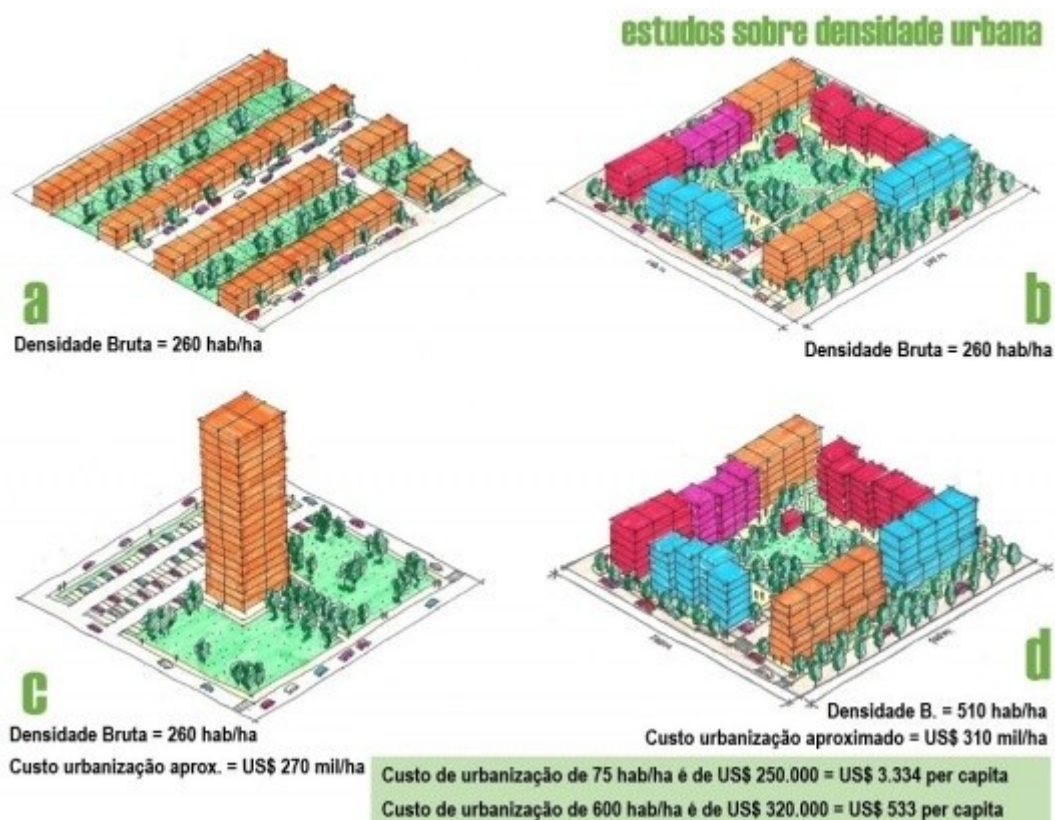 estudos sobre densidade urbana
a
Densidade Bruta = 260 hab/ha
b
Densidade Bruta = 260 hab/ha
c
Densidade Bruta = 260 hab/ha
Custo urbanização aprox. = US$ 270 mil/ha
d
Densidade B. = 510 hab/ha
Custo urbanização aproximado = US$ 310 mil/ha
Custo de urbanização de 75 hab/ha é de US$ 250.000 = US$ 3.334 per capita
Custo de urbanização de 600 hab/ha é de US$ 320.000 = US$ 533 per capita